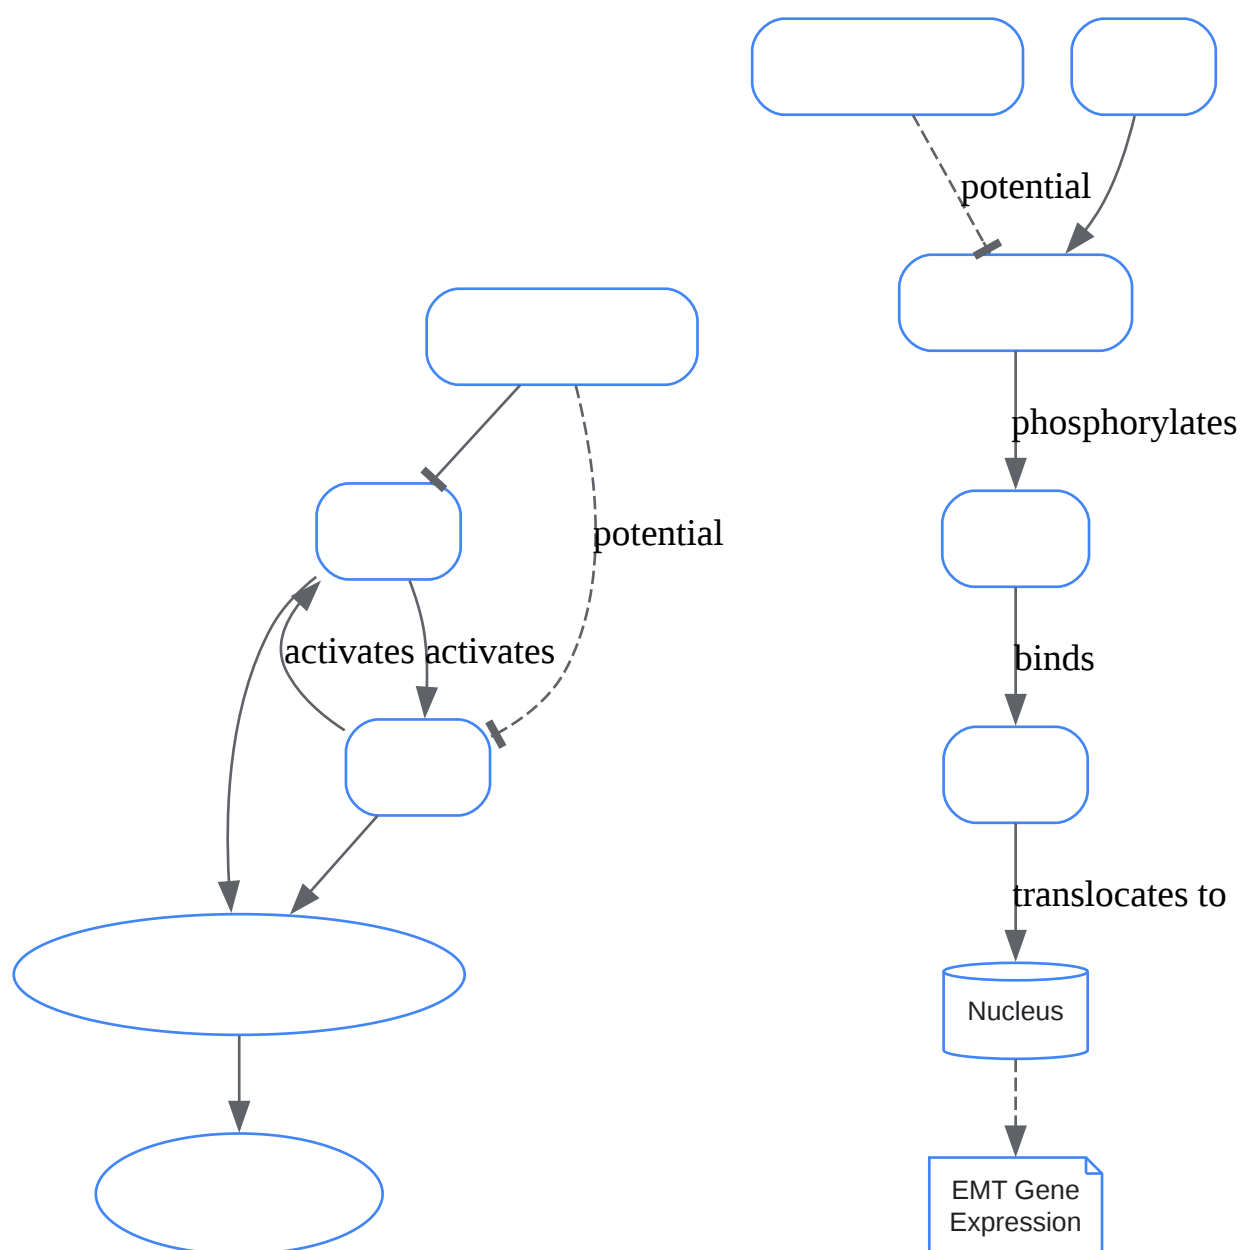 potential
phosphorylates
potential
activates
activates
binds
translocates to
Nucleus
EMT Gene
Expression